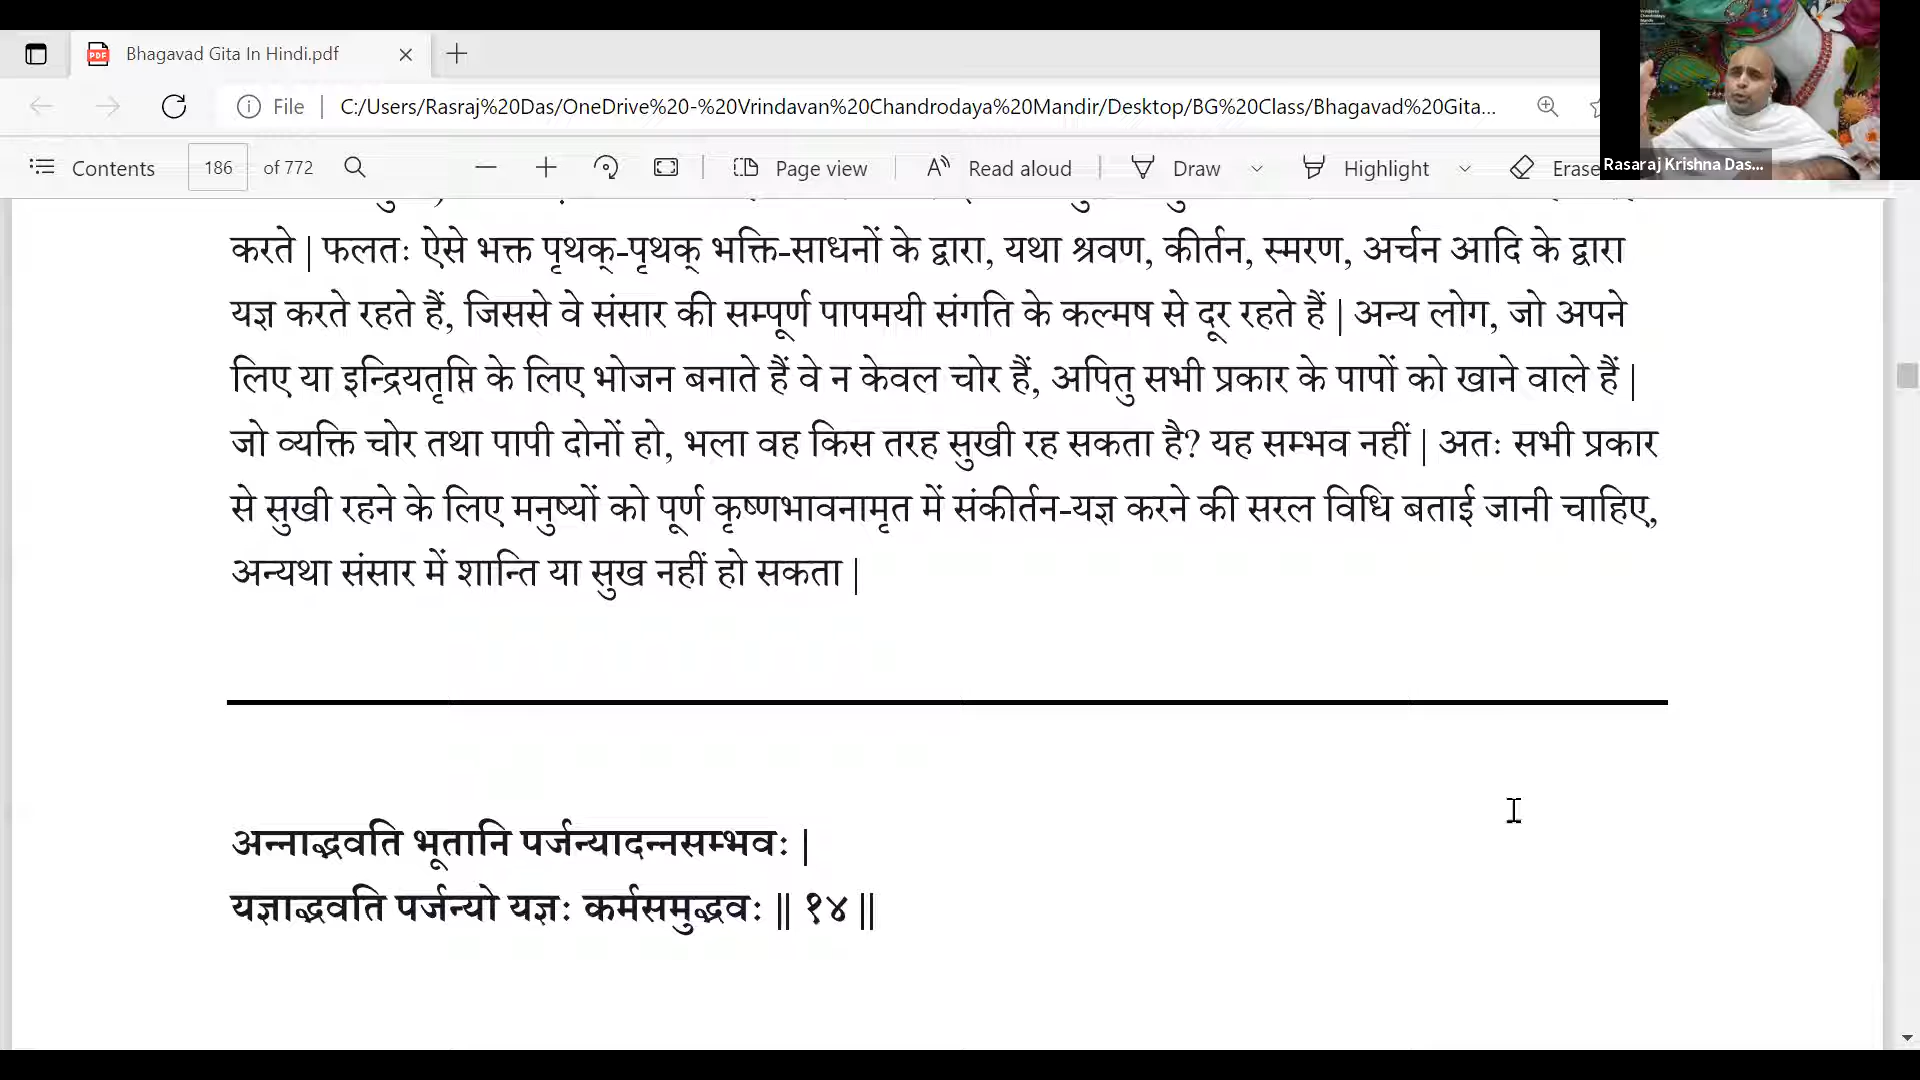 Bhagavad Gita In Hindi.pdf
File
C:/Users/Rasraj%20Das/OneDrive%20-%20Vrindavan%20Chandrodaya%20Mandir/Desktop/BG%20Class/Bhagavad%20Gita...
Contents 186 of 772 Page view Read aloud Draw Highlight Erase
Rasaraj Krishna Das...
करते | फलतः ऐसे भक्त पृथक्-पृथक् भक्ति-साधनों के द्वारा, यथा श्रवण, कीर्तन, स्मरण, अर्चन आदि के द्वारा
यज्ञ करते रहते हैं, जिससे वे संसार की सम्पूर्ण पापमयी संगति के कल्मष से दूर रहते हैं | अन्य लोग, जो अपने
लिए या इन्द्रियतृप्ति के लिए भोजन बनाते हैं वे न केवल चोर हैं, अपितु सभी प्रकार के पापों को खाने वाले हैं |
जो व्यक्ति चोर तथा पापी दोनों हो, भला वह किस तरह सुखी रह सकता है? यह सम्भव नहीं | अतः सभी प्रकार
से सुखी रहने के लिए मनुष्यों को पूर्ण कृष्णभावनामृत में संकीर्तन-यज्ञ करने की सरल विधि बताई जानी चाहिए,
अन्यथा संसार में शान्ति या सुख नहीं हो सकता |
अन्नाद्भवति भूतानि पर्जन्यादन्नसम्भवः |
यज्ञाद्भवति पर्जन्यो यज्ञः कर्मसमुद्भवः || १४ ||